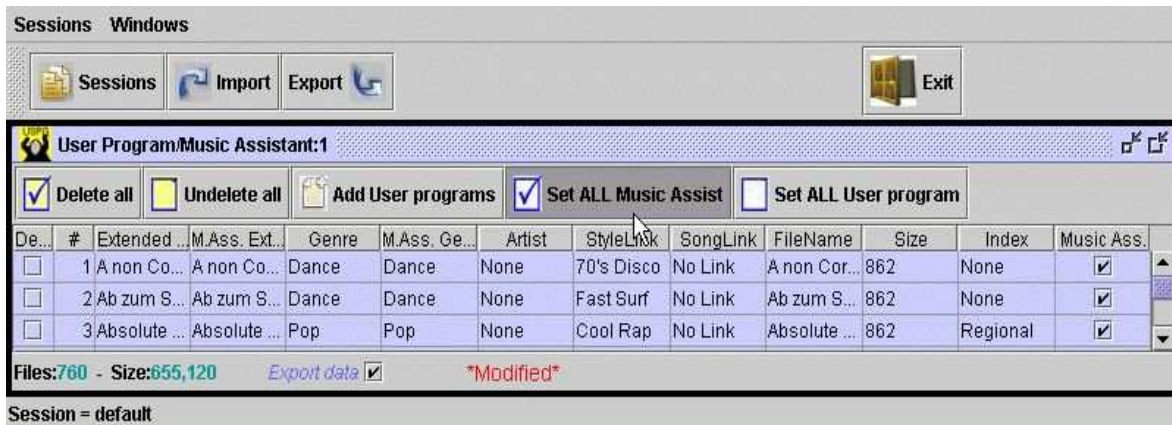 Sessions Windows
Sessions Import Export Exit
USPG
User Program/Music Assistant:1
Delete all Undelete all Add User programs Set ALL Music Assist Set ALL User program
De... # Extended ... M.Ass. Ext... Genre M.Ass. Ge... Artist StyleLink SongLink FileName Size Index Music Ass.
1 A non Co... A non Co... Dance Dance None 70's Disco No Link A non Cor... 862 None
2 Ab zum S... Ab zum S... Dance Dance None Fast Surf No Link Ab zum S... 862 None
3 Absolute ... Absolute ... Pop Pop None Cool Rap No Link Absolute ... 862 Regional
Files:760 - Size:655,120 Export data *Modified*
Session = default